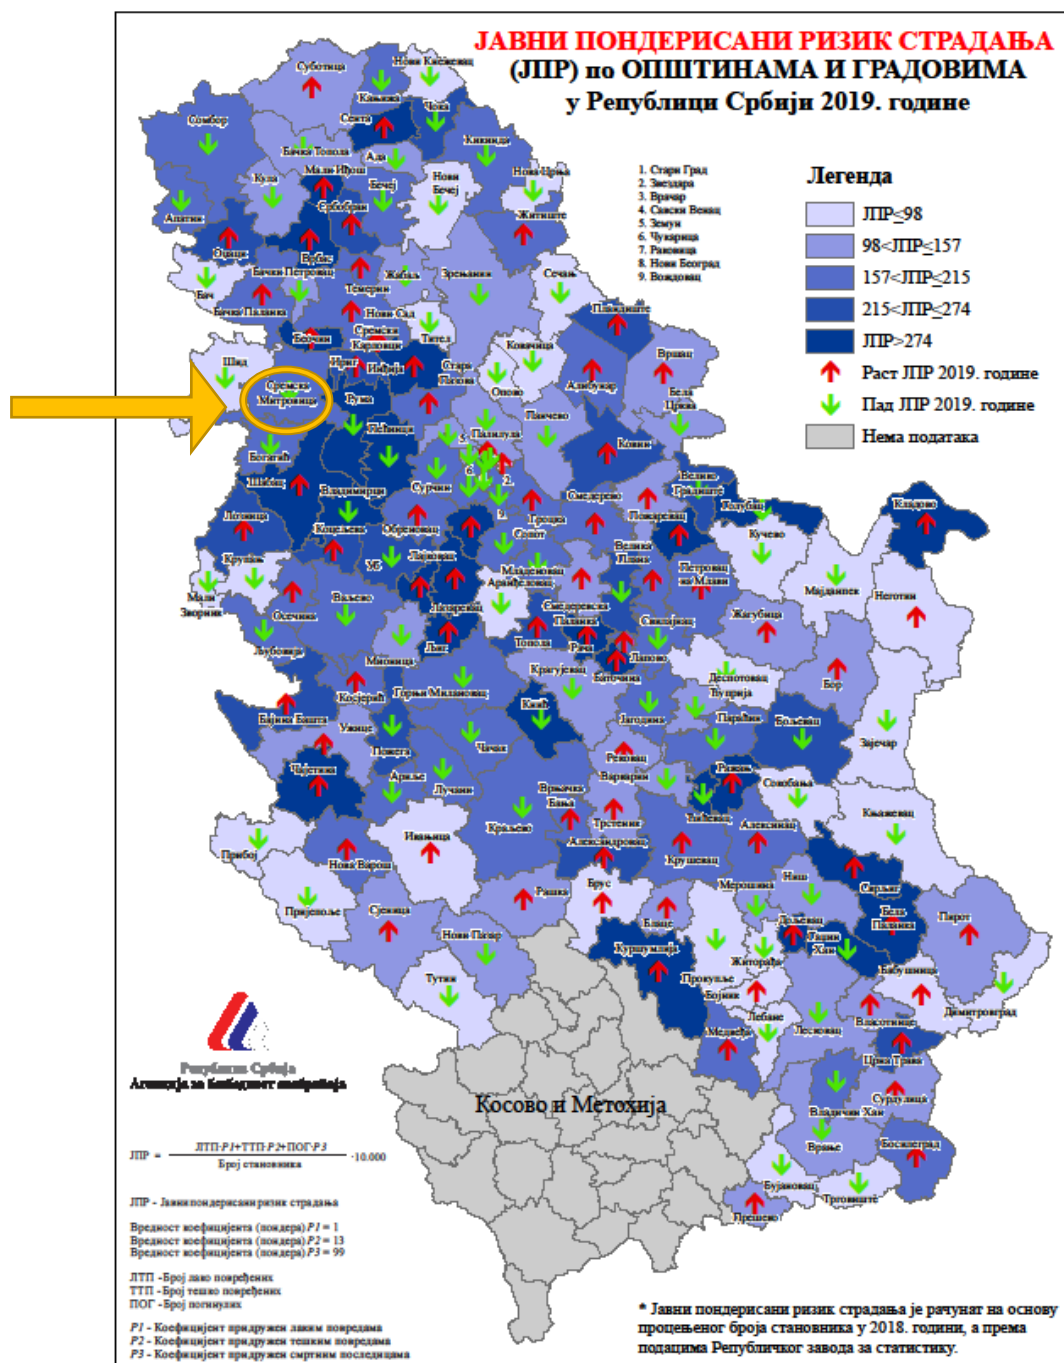 ЈАВНИ ПОНДЕРИСАНИ РИЗИК СТРАДАЊА
(ЈПР) по ОПШТИНАМА И ГРАДОВИМА
у Републици Србији 2019. године
1. Стари Град
2. Звездара
3. Врачар
4. Савски Венац
5. Земун
6. Чукарица
7. Раковица
8. Нови Београд
9. Вождовац
Легенда
ЈПР≤98
98<ЈПР≤157
157<ЈПР≤215
215<ЈПР≤274
ЈПР>274
Раст ЈПР 2019. године
Пад ЈПР 2019. године
Нема података
Суботица
Нови Кнежевац
Кањижа
Чока
Сента
Сомбор
Бачка Топола
Ада
Кикинда
Мали Иђош
Кула
Бечеј
Нови
Бечеј
Нова Црња
Апатин
Србобран
Житиште
Оџаци
Врбас
Бачки Петровац
Жабаљ
Зрењанин
Сечањ
Бач
Темерин
Бачка Паланка
Нови Сад
Тител
Пландиште
Беочин
Сремски
Карловци
Ковачица
Вршац
Шид
Ириг
Инђија
Стара
Пазова
Опово
Алибунар
Бела
Црква
Сремска
Митровица
Рума
Панчево
Пећинци
Палилула
5.
Ковин
Богатић
6.
2.
Сурчин
Велико
Градиште
Шабац
Владимирци
Смедерево
Голубац
Кладово
9.
Лозница
Коцељева
Обреновац
Гроцка
Пожаревац
Кучево
Сопот
Крупањ
Уб
Лајковац
Велика
Плана
Петровац
на Млави
Младеновац
Аранђеловац
Мајданпек
Неготин
Мали
Зворник
Осечина
Ваљево
Лазаревац
Смедеревска
Паланка
Жагубица
Свилајнац
Љубовија
Љиг
Топола
Рача
Лапово
Мионица
Баточина
Крагујевац
Деспотовац
Бор
Косјерић
Горњи Милановац
Ћуприја
Бајина Башта
Кнић
Јагодина
Параћин
Бољевац
Ужице
Пожега
Чачак
Зајечар
Рековац
Чајетина
Ариље
Лучани
Варварин
Ражањ
Сокобања
Врњачка
Бања
Књажевац
Трстеник
Ћићевац
Краљево
Прибој
Ивањица
Александровац
Крушевац
Алексинац
Нова Варош
Сврљиг
Рашка
Брус
Мерошина
Ниш
Пријепоље
Сјеница
Блаце
Дољевац
Бела
Паланка
Пирот
Нови Пазар
Куршумлија
Гаџин
Хан
Житорађа
Бабушница
Тутин
Прокупље
Бојник
Димитровград
Лебане
Медвеђа
Лесковац
Власотинце
Црна Трава
Сурдулица
Владичин Хан
Врање
Босилеград
Бујановац
Трговиште
Прешево
Косово и Метохија
Република Србија
Агенција за безбедност саобраћаја
ЈПР = ЛТП·P1+ТТП·P2+ПОГ·P3 / Број становника ·10.000
ЈПР - Јавни пондерисани ризик страдања
Вредност коефицијента (пондера) P1 = 1
Вредност коефицијента (пондера) P2 = 13
Вредност коефицијента (пондера) P3 = 99
ЛТП -Број лако повређених
ТТП -Број тешко повређених
ПОГ -Број погинулих
P1 - Коефицијент придружен лаким повредама
P2 - Коефицијент придружен тешким повредама
P3 - Коефицијент придружен смртним последицама
* Јавни пондерисани ризик страдања је рачунат на основу
процењеног броја становника у 2018. години, а према
подацима Републичког завода за статистику.